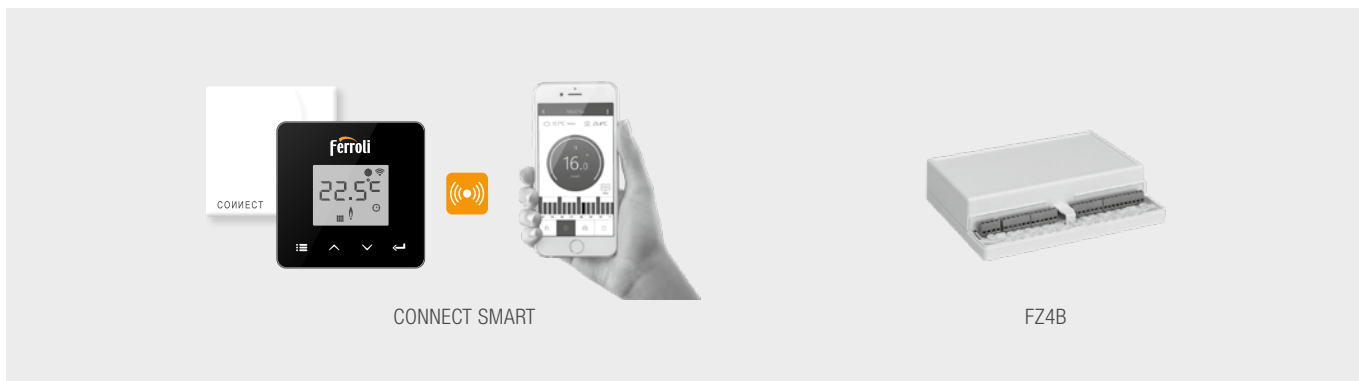 CONNECT
Ferroli
22.5°C
16.0
CONNECT SMART
FZ4B